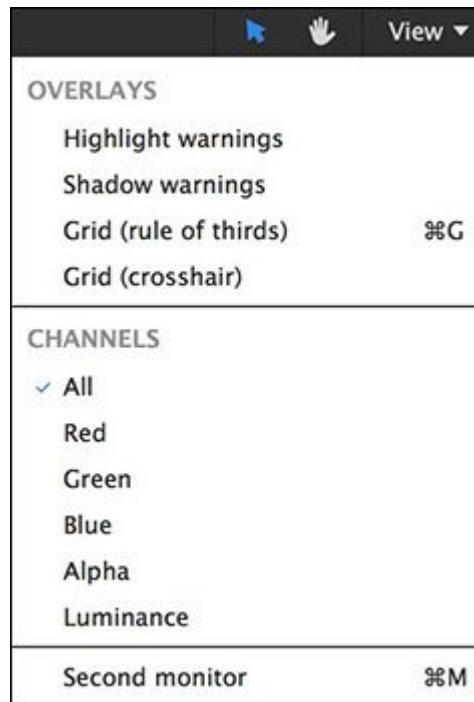 View
OVERLAYS
Highlight warnings
Shadow warnings
Grid (rule of thirds) ⌘G
Grid (crosshair)
CHANNELS
✓ All
Red
Green
Blue
Alpha
Luminance
Second monitor ⌘M